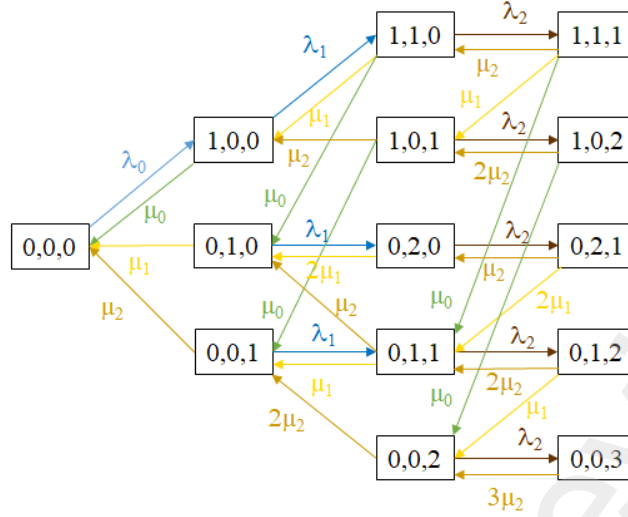 λ₂
1,1,0 1,1,1
λ₁ μ₂
μ₁ μ₁ λ₂
1,0,0 1,0,1 1,0,2
λ₀ μ₂ 2μ₂
μ₀ μ₀
λ₁ λ₂
0,0,0 0,1,0 0,2,0 0,2,1
μ₁ 2μ₁ μ₂
μ₂ μ₂ μ₀ 2μ₁
μ₀ λ₁ λ₂
0,0,1 0,1,1 0,1,2
μ₁ 2μ₂
μ₀ μ₁
2μ₂ λ₂
0,0,2 0,0,3
3μ₂